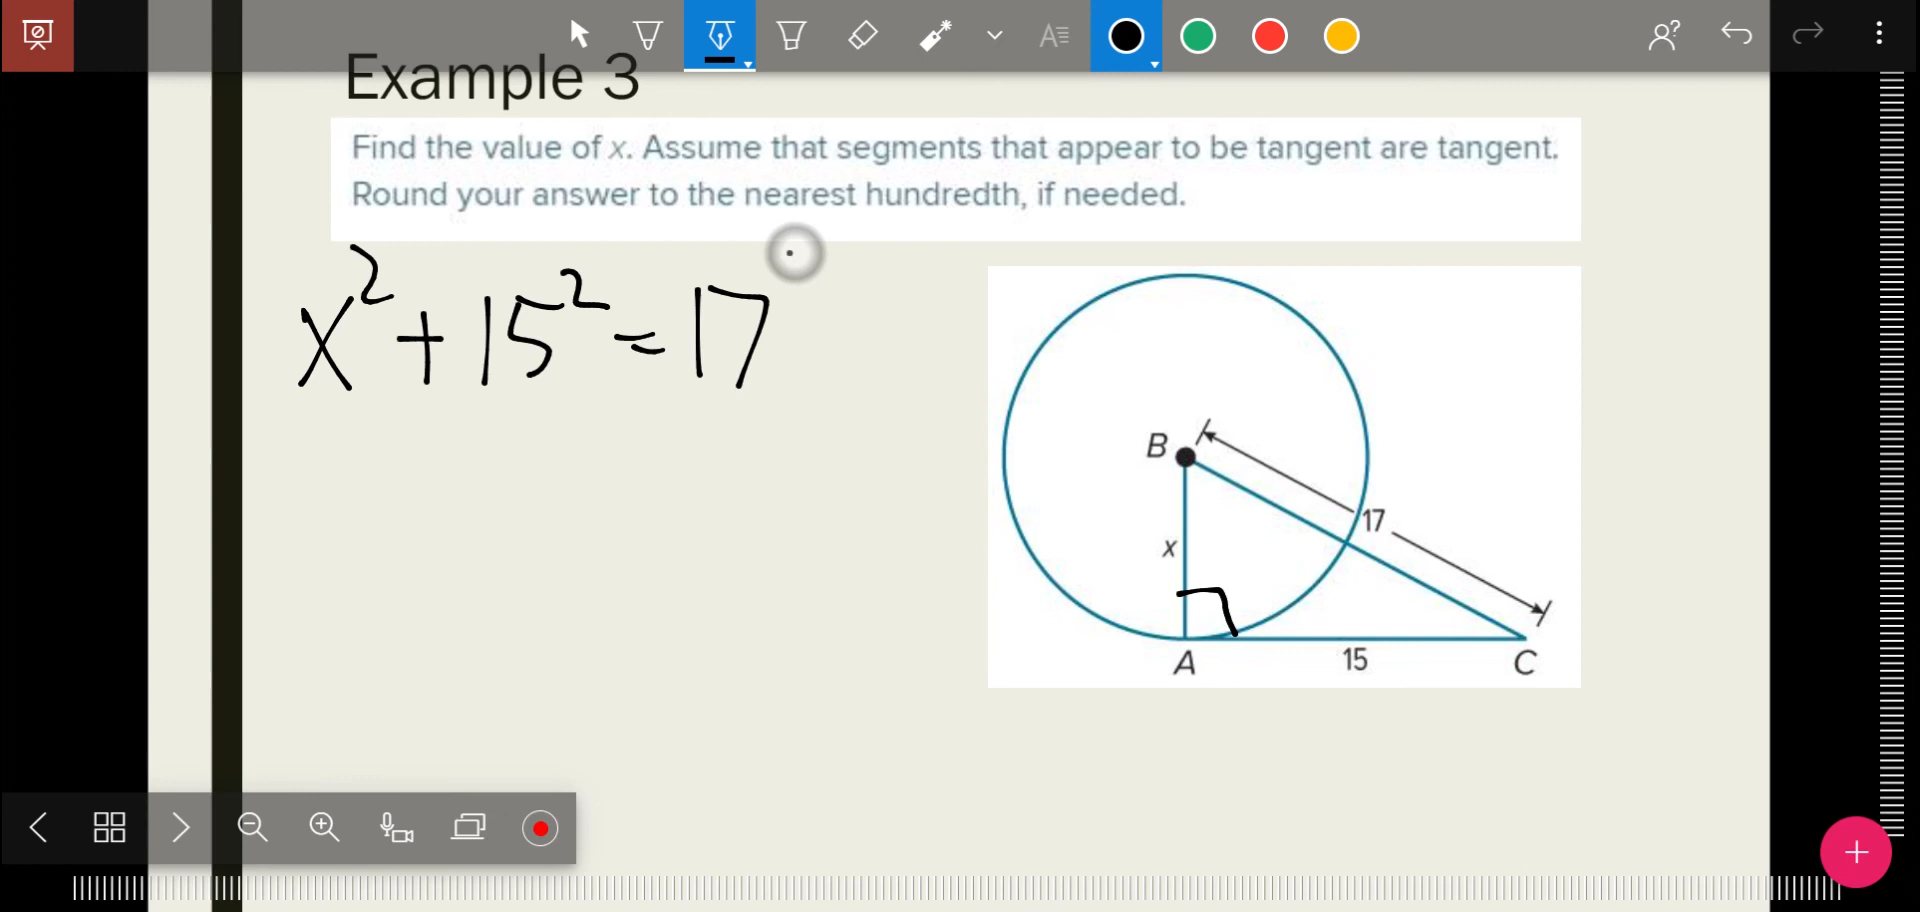 Example 3
Find the value of x. Assume that segments that appear to be tangent are tangent.
Round your answer to the nearest hundredth, if needed.
x² + 15² = 17
B
17
x
A
15
C